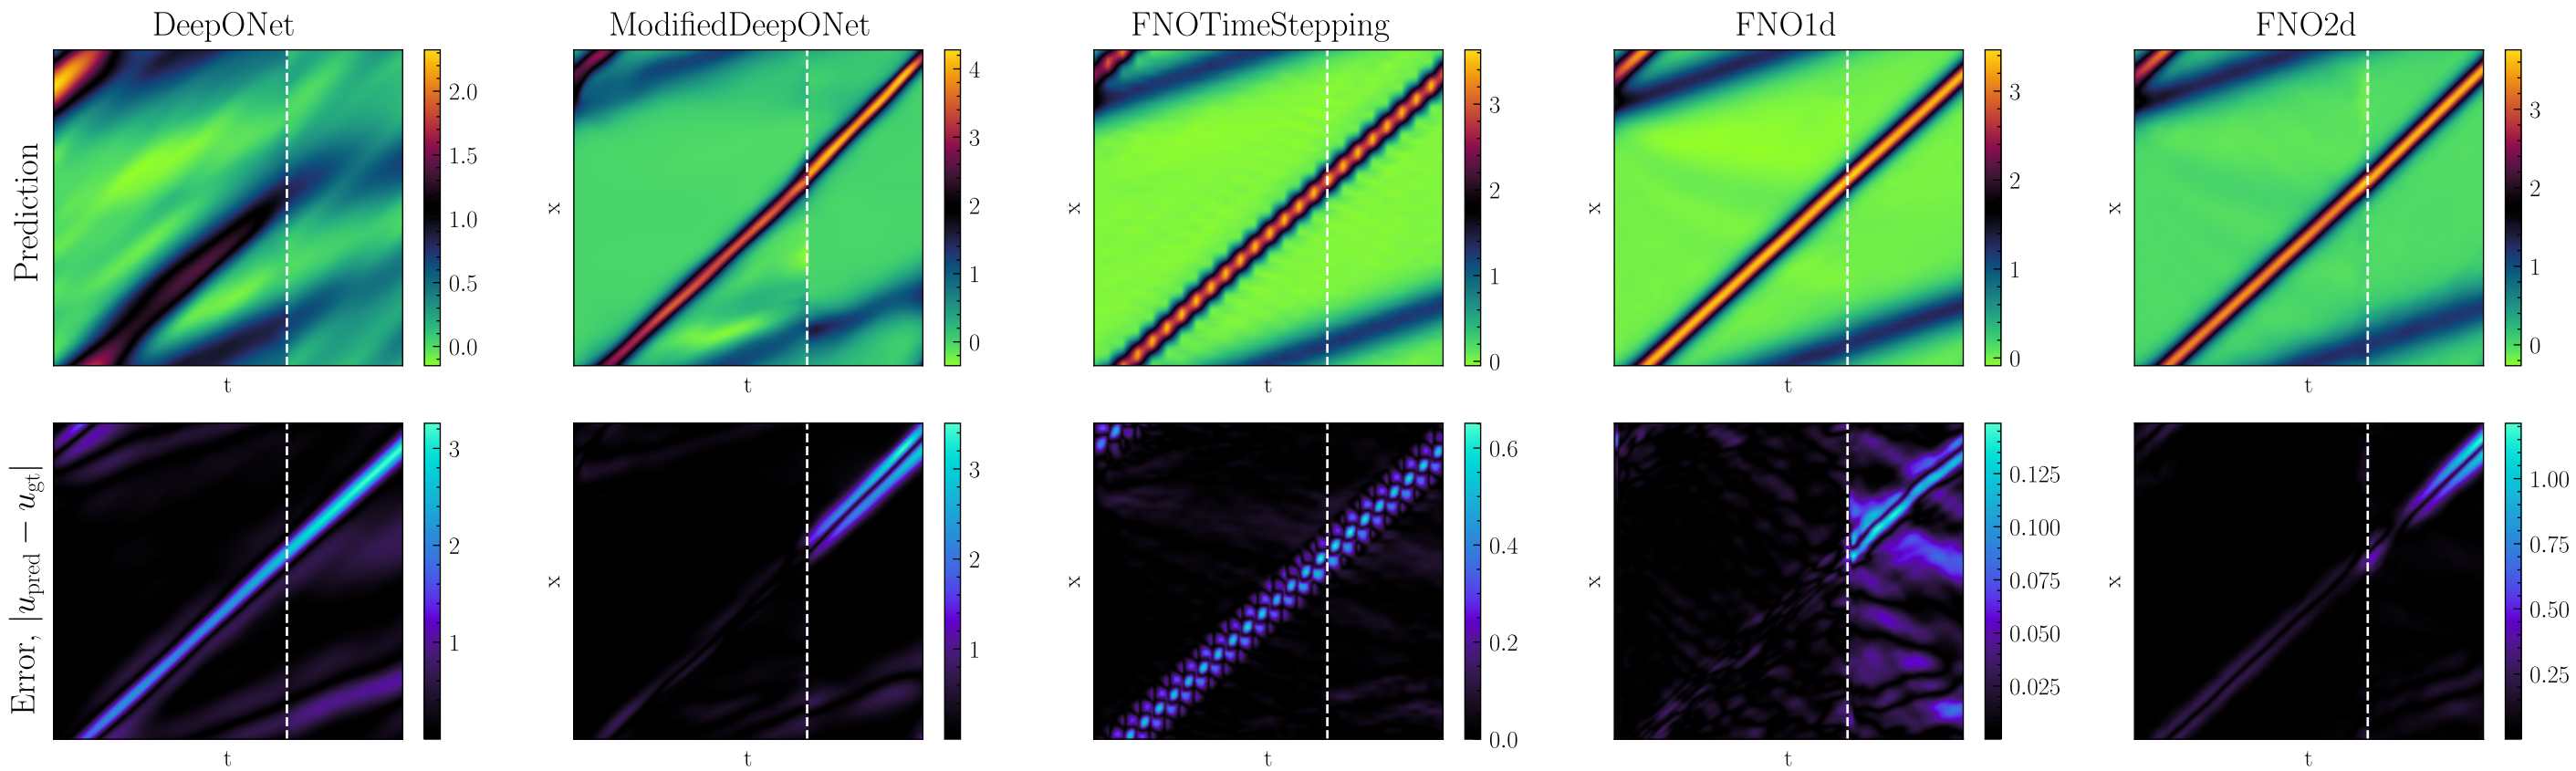 DeepONet ModifiedDeepONet FNOTimeStepping FNO1d FNO2d
Prediction
2.0
1.5
1.0
0.5
0.0
t
x
4
3
2
1
0
t
x
3
2
1
0
t
x
3
2
1
0
t
x
3
2
1
0
t
Error, |u_pred − u_gt|
3
2
1
t
x
3
2
1
t
x
0.6
0.4
0.2
0.0
t
x
0.125
0.100
0.075
0.050
0.025
t
x
1.00
0.75
0.50
0.25
t